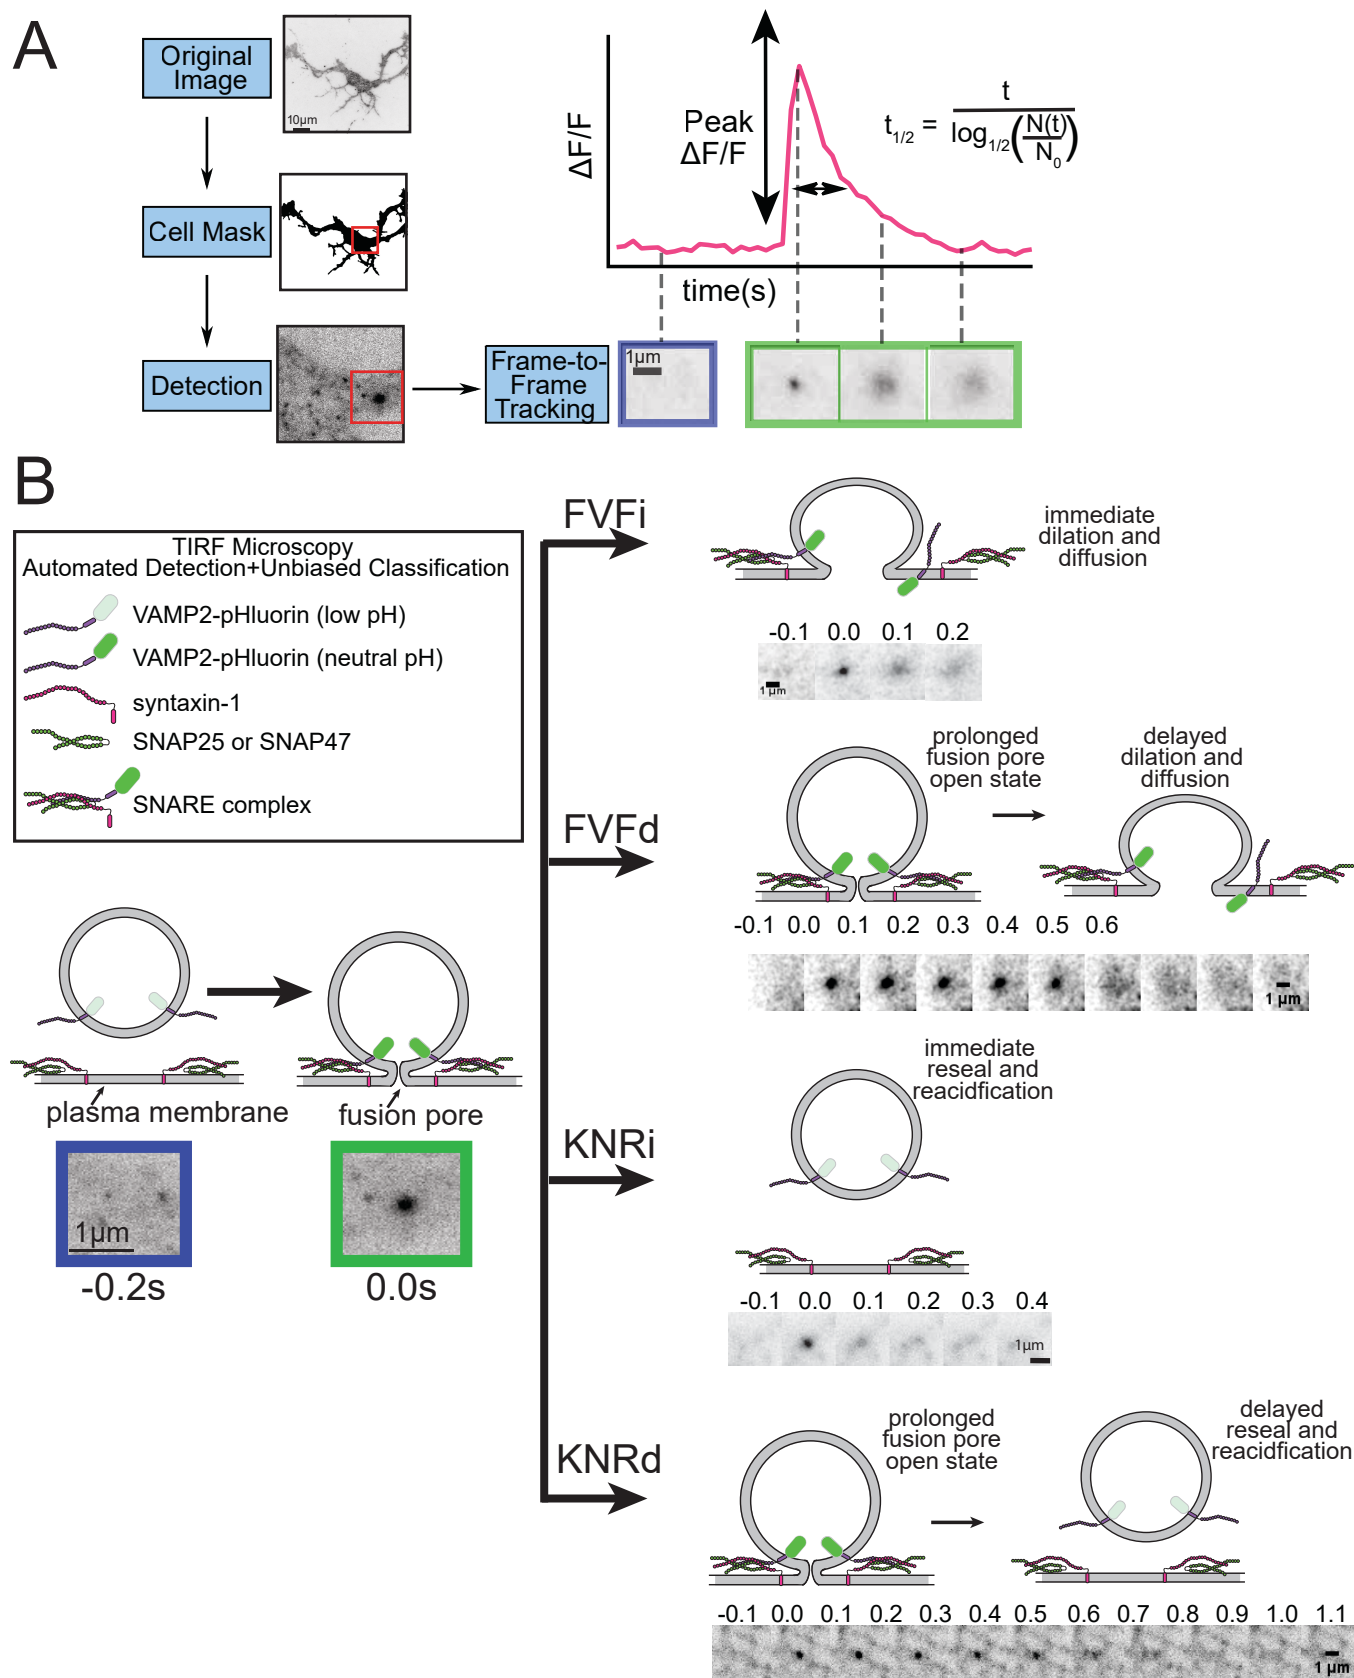 A
Original
Image
10µm
Cell Mask
Detection
Frame-to-
Frame
Tracking
ΔF/F
Peak
ΔF/F
t1/2 = t / log1/2(N(t)/N0)
time(s)
1µm
B
TIRF Microscopy
Automated Detection+Unbiased Classification
VAMP2-pHluorin (low pH)
VAMP2-pHluorin (neutral pH)
syntaxin-1
SNAP25 or SNAP47
SNARE complex
plasma membrane
fusion pore
1µm
-0.2s
0.0s
FVFi
immediate
dilation and
diffusion
-0.1 0.0 0.1 0.2
1 µm
FVFd
prolonged
fusion pore
open state
delayed
dilation and
diffusion
-0.1 0.0 0.1 0.2 0.3 0.4 0.5 0.6
1 µm
KNRi
immediate
reseal and
reacidfication
-0.1 0.0 0.1 0.2 0.3 0.4
1µm
KNRd
prolonged
fusion pore
open state
delayed
reseal and
reacidfication
-0.1 0.0 0.1 0.2 0.3 0.4 0.5 0.6 0.7 0.8 0.9 1.0 1.1
1 µm